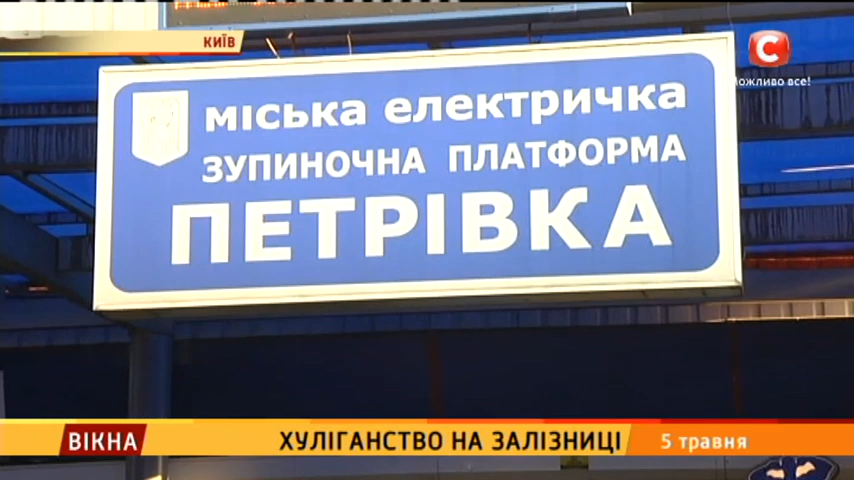 КИЇВ
С
можливо все!
міська електричка
ЗУПИНОЧНА ПЛАТФОРМА
ПЕТРІВКА
ВІКНА
ХУЛІГАНСТВО НА ЗАЛІЗНИЦІ
5 травня